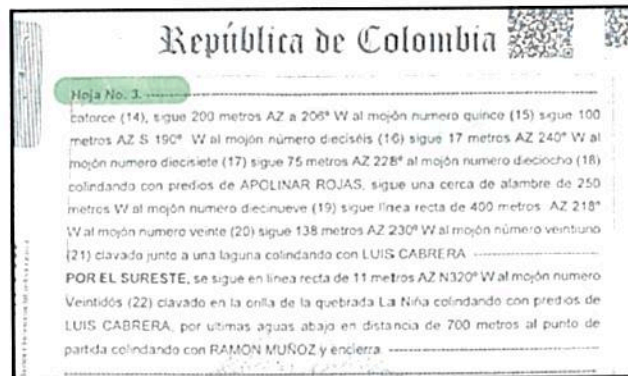 República de Colombia
Hoja No. 3. ------------------------------------------------
catorce (14), sigue 200 metros AZ a 206° W al mojón numero quince (15) sigue 100
metros AZ S 190° W al mojón número dieciséis (16) sigue 17 metros AZ 240° W al
mojón numero diecisiete (17) sigue 75 metros AZ 228° al mojón numero dieciocho (18)
colindando con predios de APOLINAR ROJAS, sigue una cerca de alambre de 250
metros W al mojón numero diecinueve (19) sigue línea recta de 400 metros AZ 218°
W al mojón numero veinte (20) sigue 138 metros AZ 230° W al mojón número veintiuno
(21) clavado junto a una laguna colindando con LUIS CABRERA ----------------
POR EL SURESTE, se sigue en línea recta de 11 metros AZ N320° W al mojón numero
Veintidós (22) clavado en la orilla de la quebrada La Niña colindando con predios de
LUIS CABRERA, por ultimas aguas abajo en distancia de 700 metros al punto de
partida colindando con RAMON MUÑOZ y encierra ----------------